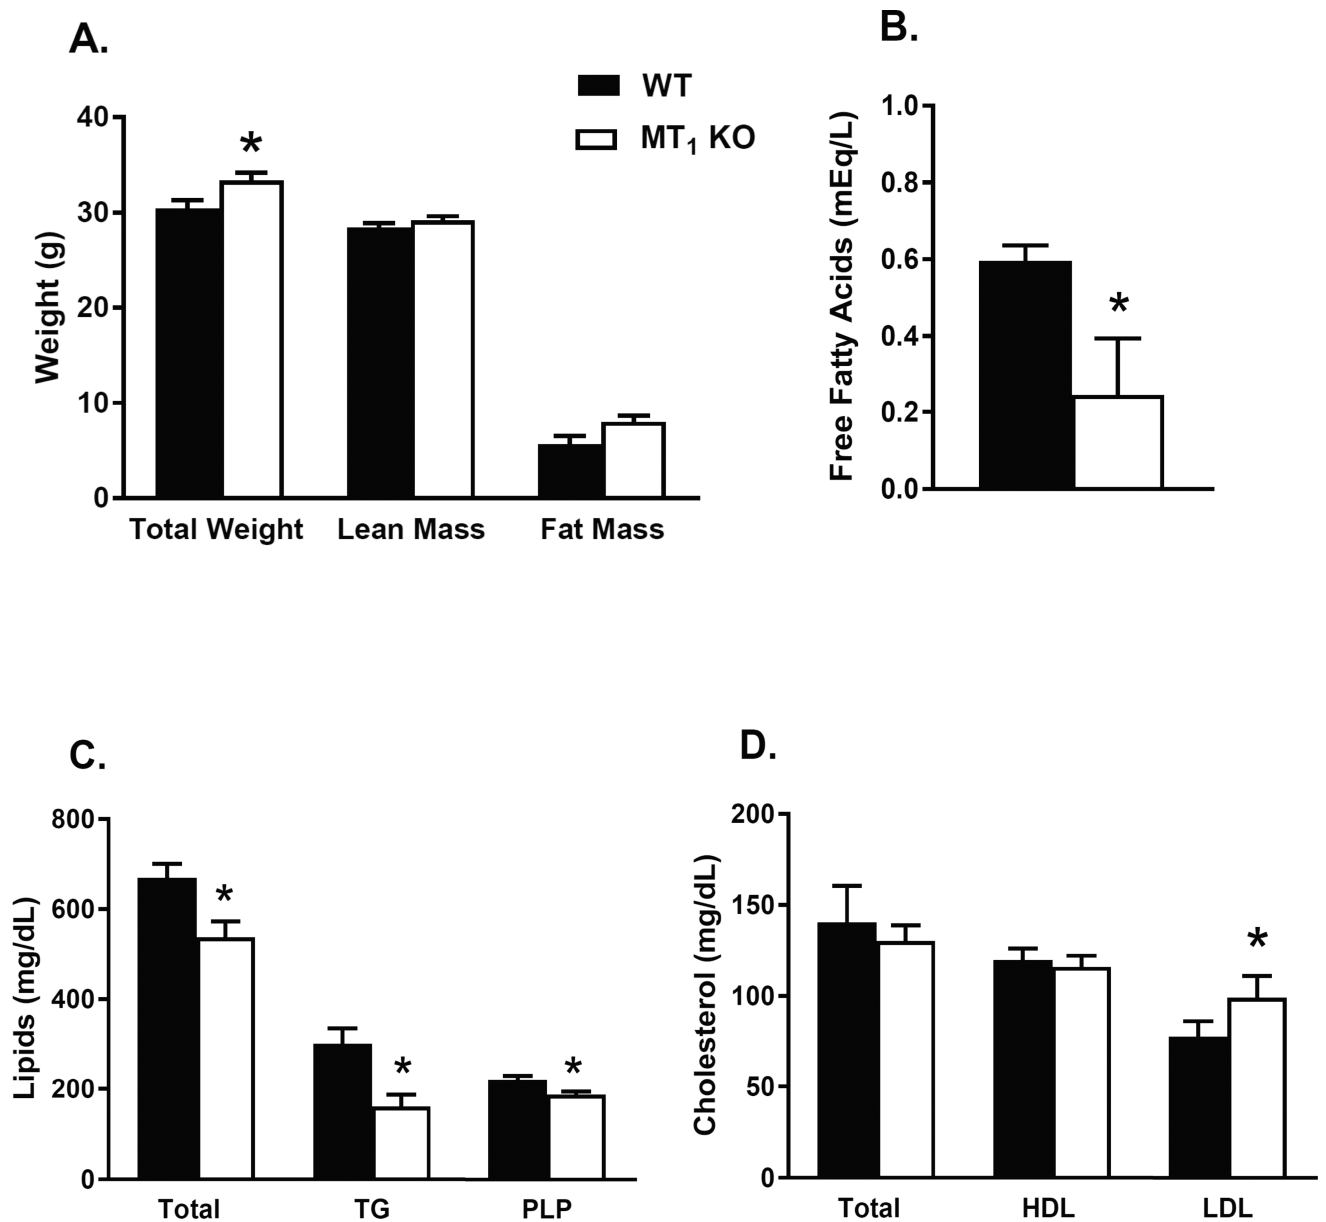 A.
WT
MT₁ KO
Weight (g)
40
30
20
10
0
*
Total Weight Lean Mass Fat Mass
B.
Free Fatty Acids (mEq/L)
1.0
0.8
0.6
0.4
0.2
0.0
*
C.
Lipids (mg/dL)
800
600
400
200
0
* * *
Total TG PLP
D.
Cholesterol (mg/dL)
200
150
100
50
0
*
Total HDL LDL